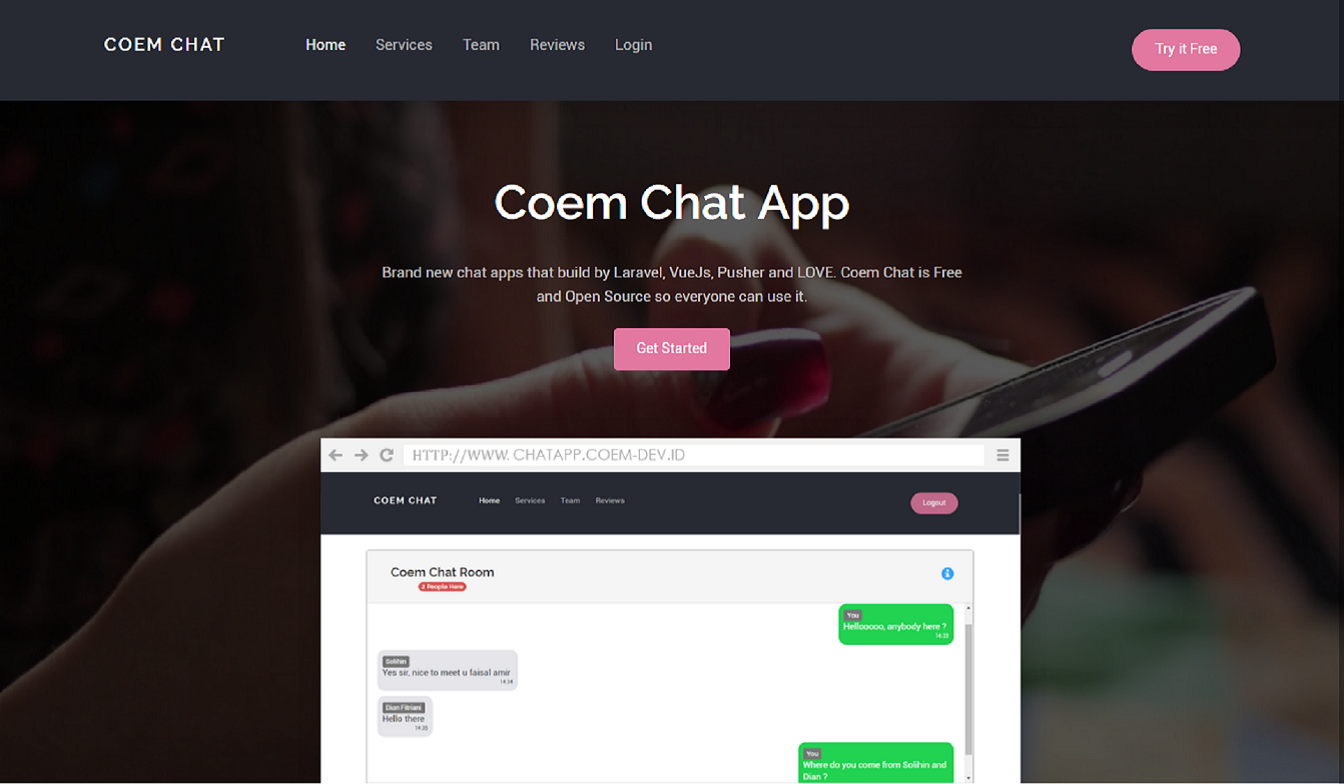 COEM CHAT Home Services Team Reviews Login Try it Free
Coem Chat App
Brand new chat apps that build by Laravel, VueJs, Pusher and LOVE. Coem Chat is Free
and Open Source so everyone can use it.
Get Started
HTTP://WWW. CHATAPP.COEM-DEV.ID
COEM CHAT Home Services Team Reviews Logout
Coem Chat Room
3 People Here
You
Hellooooo, anybody here ?
14:33
Solihin
Yes sir, nice to meet u faisal amir
14:34
Dian Fitriani
Hello there
14:35
You
Where do you come from Solihin and
Dian ?